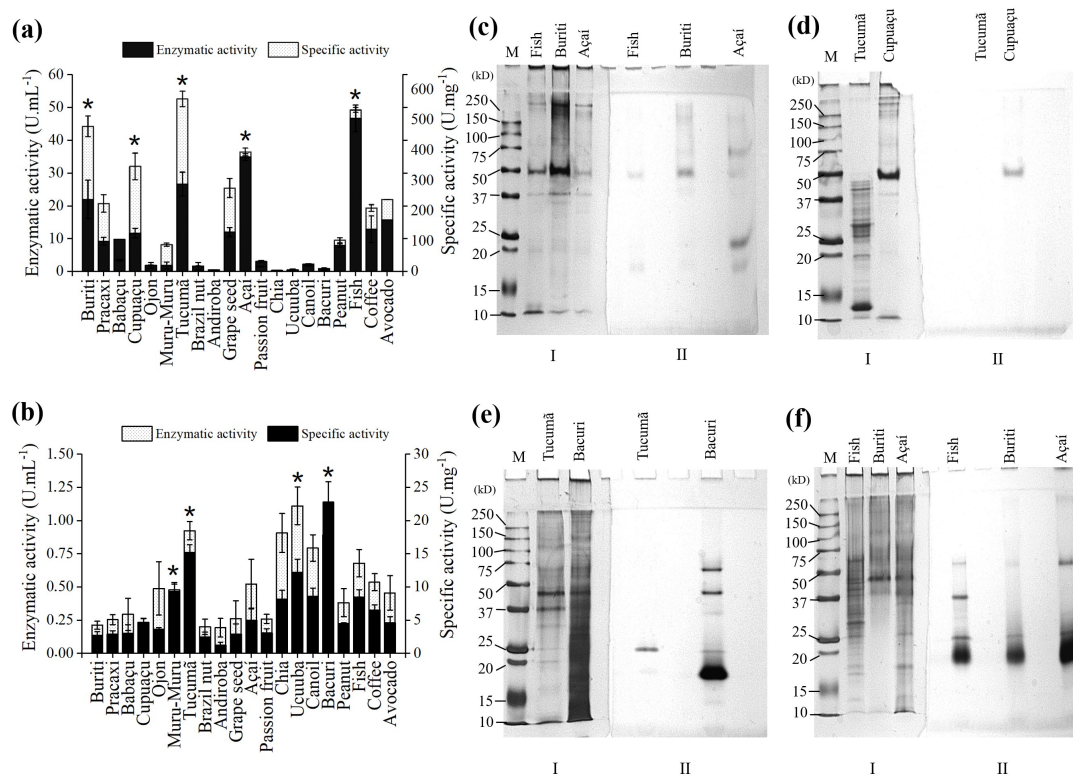 (a)
Enzymatic activity Specific activity
Enzymatic activity (U.mL-1)
60
50
40
30
20
10
0
* * * * *
600
500
400
300
200
100
0
Specific activity (U.mg-1)
Buriti
Pracaxi
Babaçu
Cupuaçu
Ojon
Muru-Muru
Tucumã
Brazil nut
Andiroba
Grape seed
Açaí
Passion fruit
Chia
Ucuuba
Canoil
Bacuri
Peanut
Fish
Coffee
Avocado
(b)
Enzymatic activity Specific activity
Enzymatic activity (U.mL-1)
1.50
1.25
1.00
0.75
0.50
0.25
0.00
* * * *
30
25
20
15
10
5
0
Specific activity (U.mg-1)
Buriti
Pracaxi
Babaçu
Cupuaçu
Ojon
Muru-Muru
Tucumã
Brazil nut
Andiroba
Grape seed
Açaí
Passion fruit
Chia
Ucuuba
Canoil
Bacuri
Peanut
Fish
Coffee
Avocado
(c)
M Fish Buriti Açaí Fish Buriti Açaí
(kD)
250
150
100
75
50
37
25
20
15
10
I II
(d)
M Tucumã Cupuaçu Tucumã Cupuaçu
(kD)
250
150
100
75
50
37
25
20
15
10
I II
(e)
M Tucumã Bacuri Tucumã Bacuri
(kD)
250
150
100
75
50
37
25
20
15
10
I II
(f)
M Fish Buriti Açaí Fish Buriti Açaí
(kD)
250
150
100
75
50
37
25
20
15
10
I II